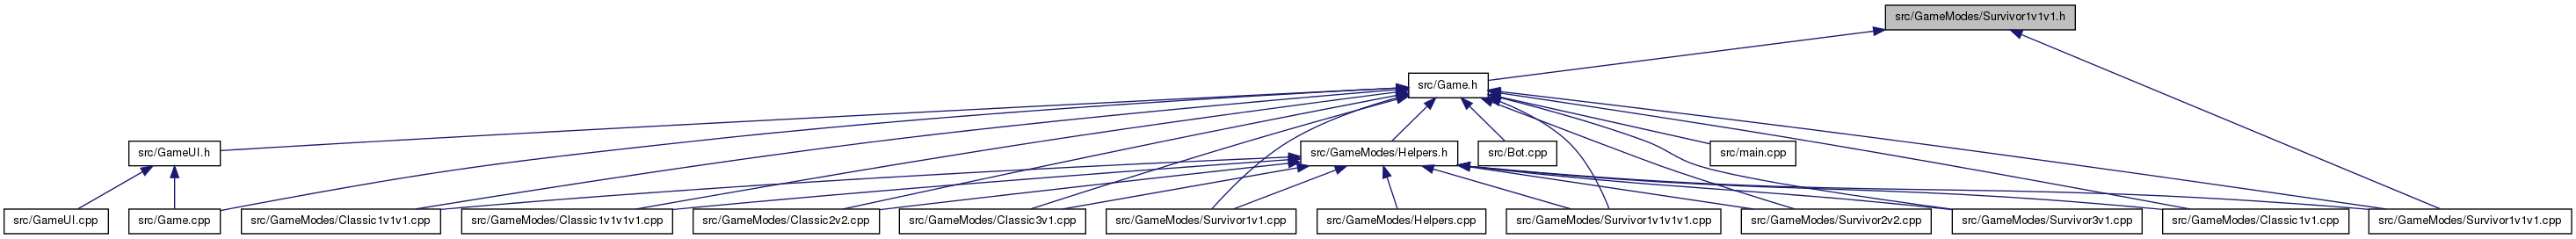 src/GameModes/Survivor1v1v1.h
src/Game.h
src/GameUI.h
src/GameModes/Helpers.h
src/Bot.cpp
src/main.cpp
src/GameUI.cpp
src/Game.cpp
src/GameModes/Classic1v1v1.cpp
src/GameModes/Classic1v1v1v1.cpp
src/GameModes/Classic2v2.cpp
src/GameModes/Classic3v1.cpp
src/GameModes/Survivor1v1.cpp
src/GameModes/Helpers.cpp
src/GameModes/Survivor1v1v1v1.cpp
src/GameModes/Survivor2v2.cpp
src/GameModes/Survivor3v1.cpp
src/GameModes/Classic1v1.cpp
src/GameModes/Survivor1v1v1.cpp